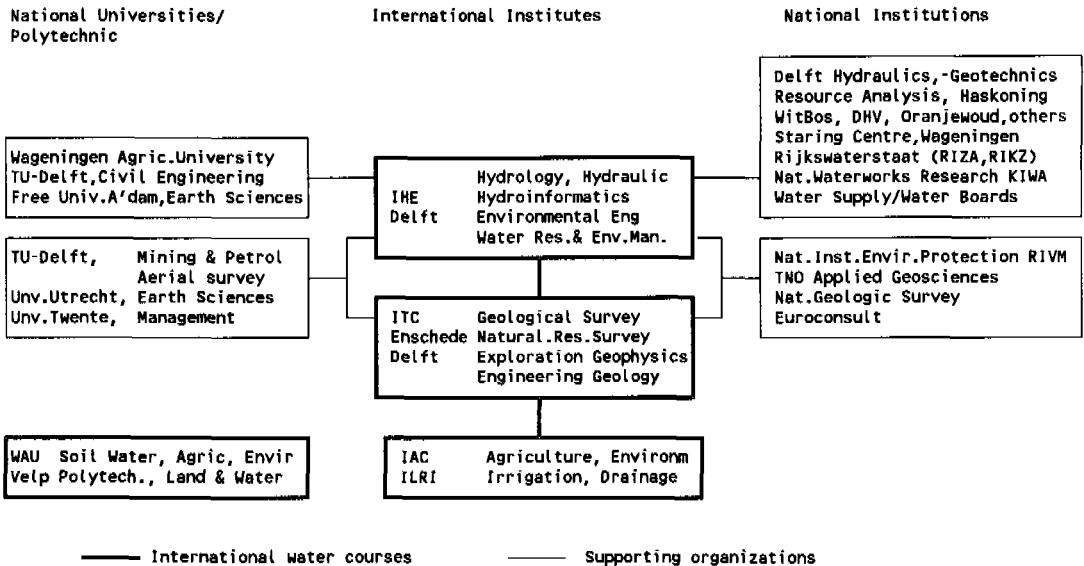 National Universities/
Polytechnic
International Institutes
National Institutions
Wageningen Agric.University
TU-Delft,Civil Engineering
Free Univ.A'dam,Earth Sciences
TU-Delft, Mining & Petrol
Aerial survey
Unv.Utrecht, Earth Sciences
Unv.Twente, Management
WAU Soil Water, Agric, Envir
Velp Polytech., Land & Water
Hydrology, Hydraulic
IHE Hydroinformatics
Delft Environmental Eng
Water Res.& Env.Man.
ITC Geological Survey
Enschede Natural.Res.Survey
Delft Exploration Geophysics
Engineering Geology
IAC Agriculture, Environm
ILRI Irrigation, Drainage
Delft Hydraulics,-Geotechnics
Resource Analysis, Haskoning
WitBos, DHV, Oranjewoud,others
Staring Centre,Wageningen
Rijkswaterstaat (RIZA,RIKZ)
Nat.Waterworks Research KIWA
Water Supply/Water Boards
Nat.Inst.Envir.Protection RIVM
TNO Applied Geosciences
Nat.Geologic Survey
Euroconsult
International water courses
Supporting organizations